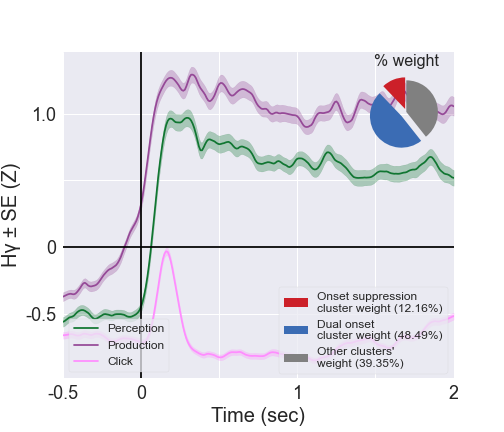 % weight
1.0
0
-0.5
Hγ ± SE (Z)
Perception
Production
Click
Onset suppression
cluster weight (12.16%)
Dual onset
cluster weight (48.49%)
Other clusters'
weight (39.35%)
-0.5
0
1
2
Time (sec)